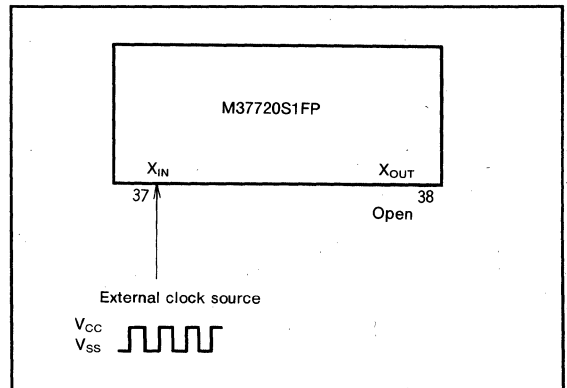 M37720S1FP
XIN XOUT
37 38
Open
External clock source
VCC
VSS